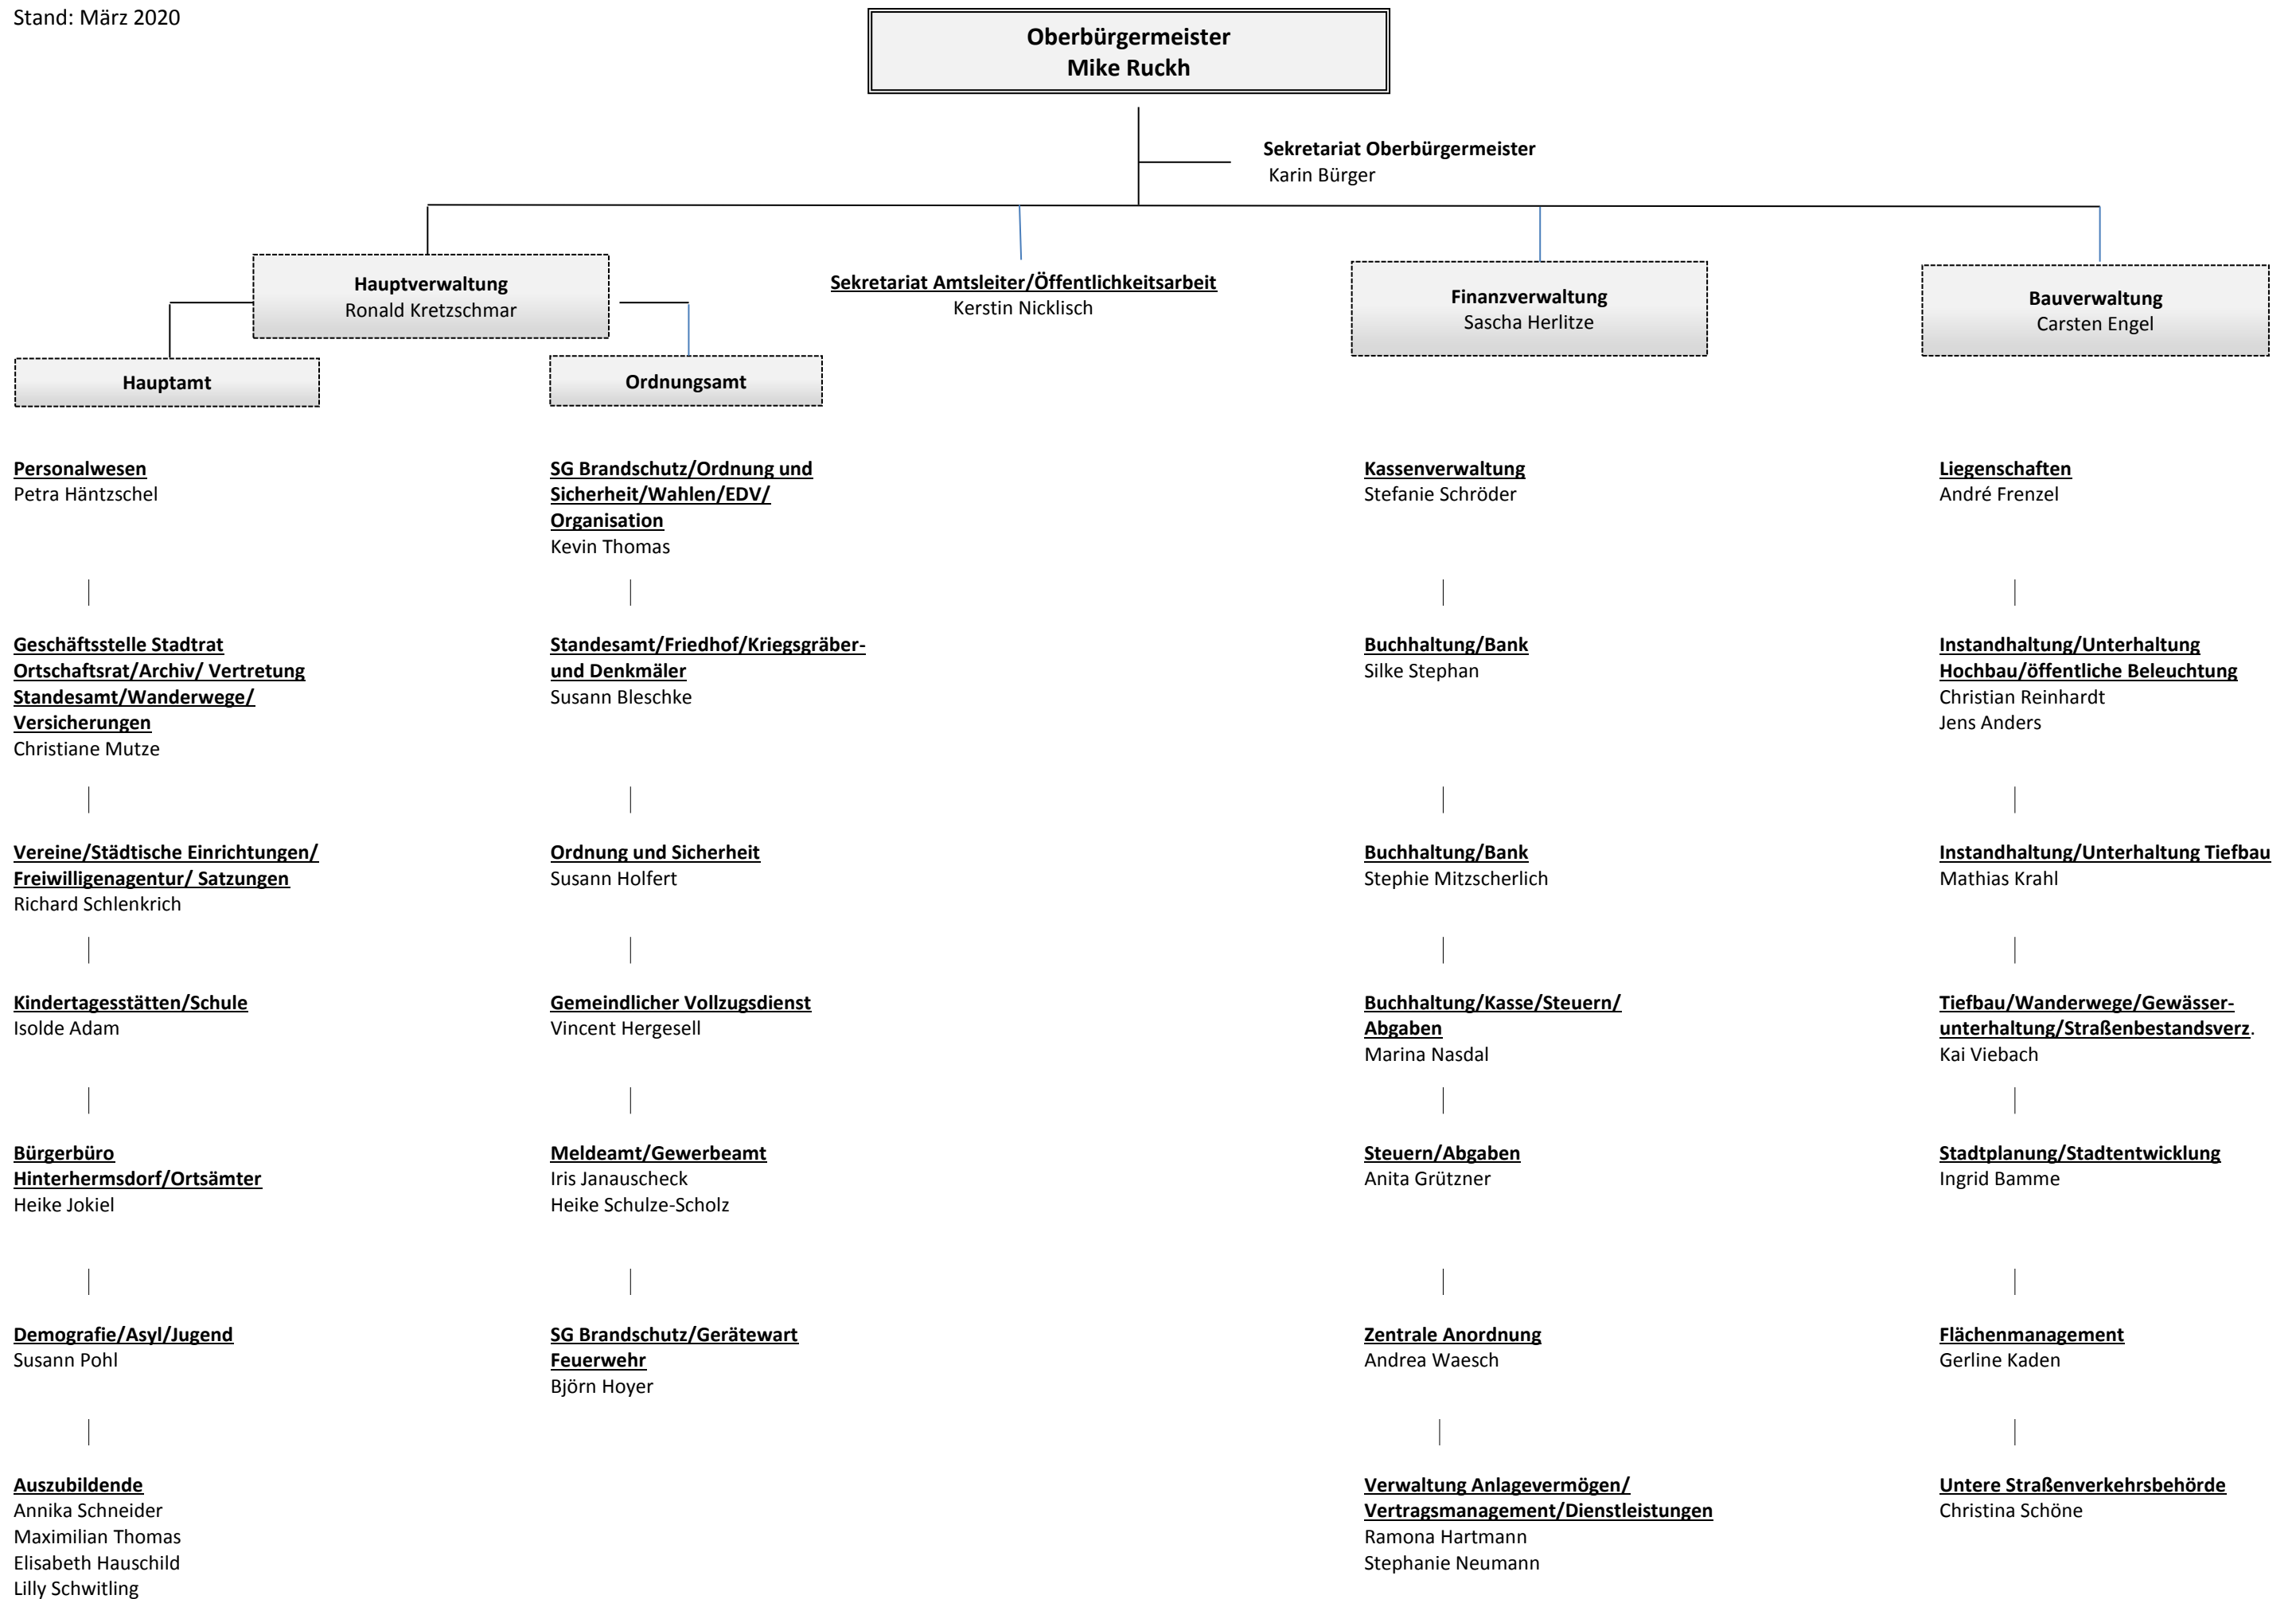 Stand: März 2020
Oberbürgermeister
Mike Ruckh
Sekretariat Oberbürgermeister
Karin Bürger
Hauptverwaltung
Ronald Kretzschmar
Sekretariat Amtsleiter/Öffentlichkeitsarbeit
Kerstin Nicklisch
Finanzverwaltung
Sascha Herlitze
Bauverwaltung
Carsten Engel
Hauptamt
Ordnungsamt
Personalwesen
Petra Häntzschel
Geschäftsstelle Stadtrat
Ortschaftsrat/Archiv/ Vertretung
Standesamt/Wanderwege/
Versicherungen
Christiane Mutze
Vereine/Städtische Einrichtungen/
Freiwilligenagentur/ Satzungen
Richard Schlenkrich
Kindertagesstätten/Schule
Isolde Adam
Bürgerbüro
Hinterhermsdorf/Ortsämter
Heike Jokiel
Demografie/Asyl/Jugend
Susann Pohl
Auszubildende
Annika Schneider
Maximilian Thomas
Elisabeth Hauschild
Lilly Schwitling
SG Brandschutz/Ordnung und
Sicherheit/Wahlen/EDV/
Organisation
Kevin Thomas
Standesamt/Friedhof/Kriegsgräber-
und Denkmäler
Susann Bleschke
Ordnung und Sicherheit
Susann Holfert
Gemeindlicher Vollzugsdienst
Vincent Hergesell
Meldeamt/Gewerbeamt
Iris Janauscheck
Heike Schulze-Scholz
SG Brandschutz/Gerätewart
Feuerwehr
Björn Hoyer
Kassenverwaltung
Stefanie Schröder
Buchhaltung/Bank
Silke Stephan
Buchhaltung/Bank
Stephie Mitzscherlich
Buchhaltung/Kasse/Steuern/
Abgaben
Marina Nasdal
Steuern/Abgaben
Anita Grützner
Zentrale Anordnung
Andrea Waesch
Verwaltung Anlagevermögen/
Vertragsmanagement/Dienstleistungen
Ramona Hartmann
Stephanie Neumann
Liegenschaften
André Frenzel
Instandhaltung/Unterhaltung
Hochbau/öffentliche Beleuchtung
Christian Reinhardt
Jens Anders
Instandhaltung/Unterhaltung Tiefbau
Mathias Krahl
Tiefbau/Wanderwege/Gewässer-
unterhaltung/Straßenbestandsverz.
Kai Viebach
Stadtplanung/Stadtentwicklung
Ingrid Bamme
Flächenmanagement
Gerline Kaden
Untere Straßenverkehrsbehörde
Christina Schöne